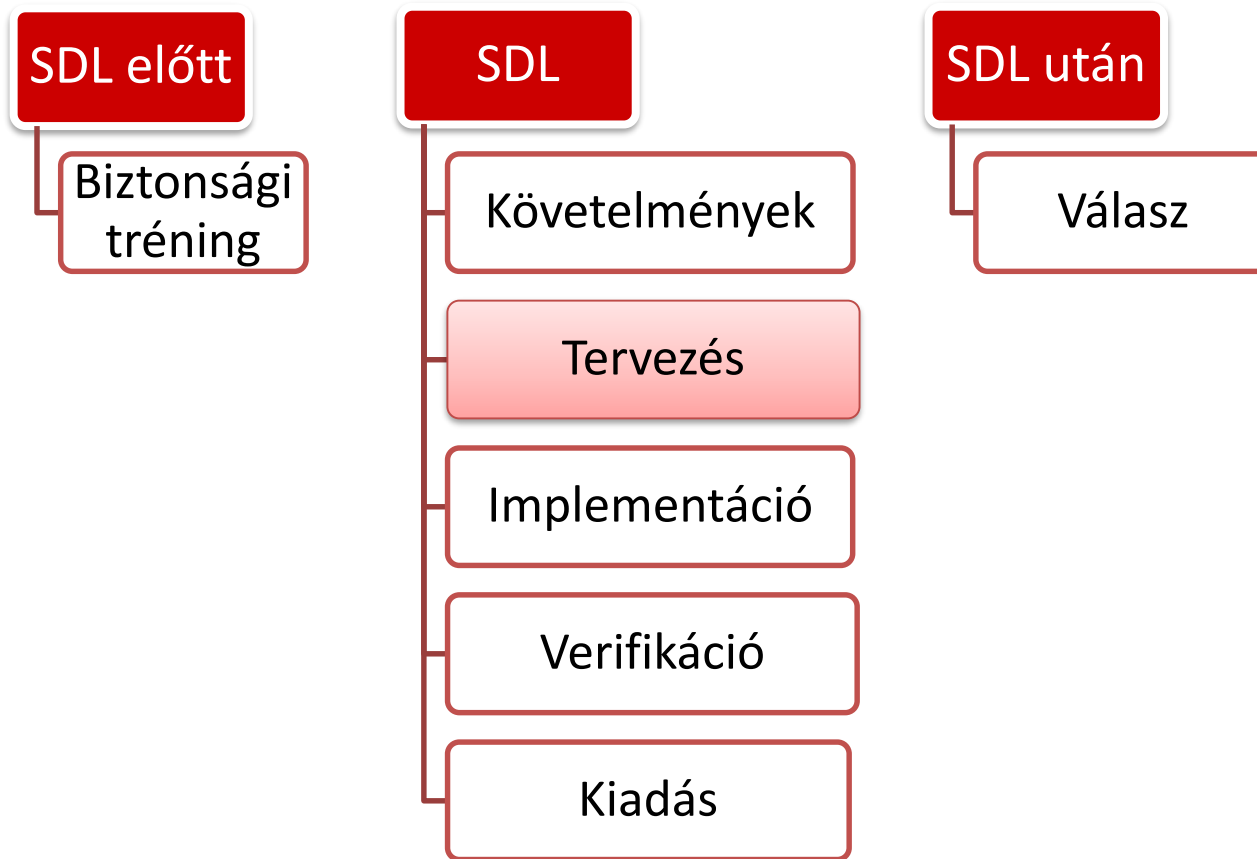 SDL előtt
Biztonsági
tréning
SDL
Követelmények
Tervezés
Implementáció
Verifikáció
Kiadás
SDL után
Válasz